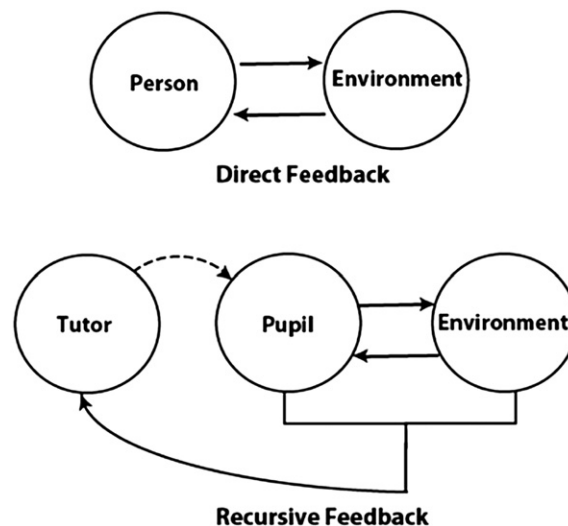 Person
Environment
Direct Feedback
Tutor
Pupil
Environment
Recursive Feedback